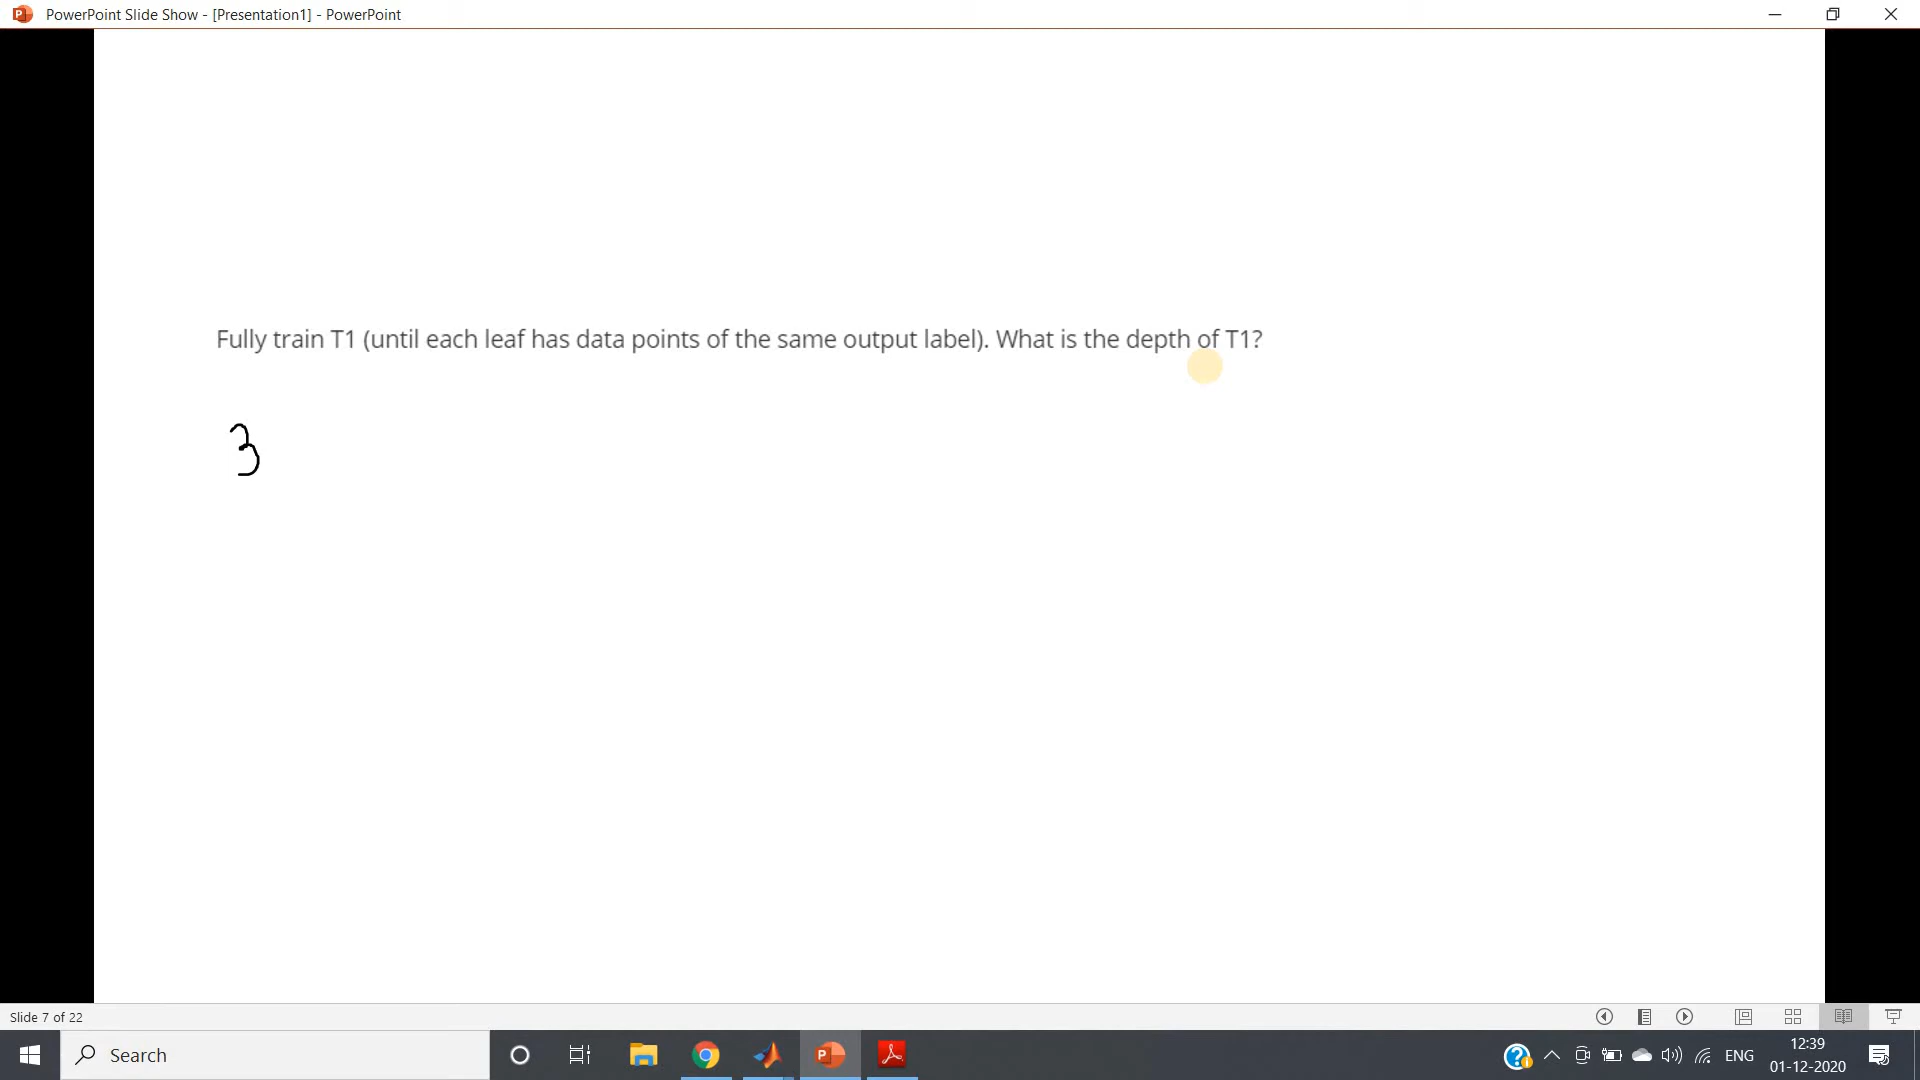 PowerPoint Slide Show - [Presentation1] - PowerPoint
Fully train T1 (until each leaf has data points of the same output label). What is the depth of T1?
3
Slide 7 of 22
Search
ENG
12:39
01-12-2020